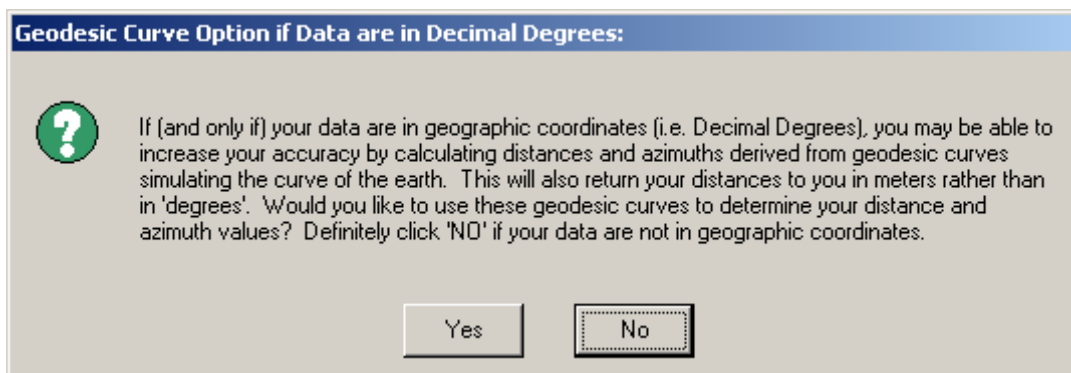 Geodesic Curve Option if Data are in Decimal Degrees:
If (and only if) your data are in geographic coordinates (i.e. Decimal Degrees), you may be able to
increase your accuracy by calculating distances and azimuths derived from geodesic curves
simulating the curve of the earth.  This will also return your distances to you in meters rather than
in 'degrees'.  Would you like to use these geodesic curves to determine your distance and
azimuth values?  Definitely click 'NO' if your data are not in geographic coordinates.
Yes
No